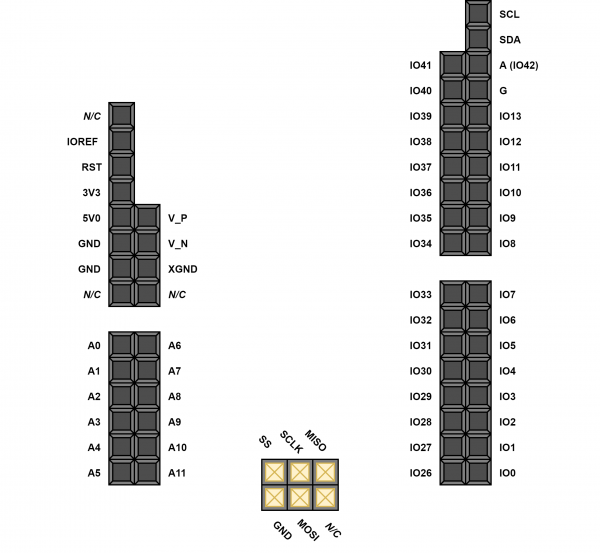 SCL
SDA
IO41 A (IO42)
IO40 G
IO39 IO13
IO38 IO12
IO37 IO11
IO36 IO10
IO35 IO9
IO34 IO8
N/C
IOREF
RST
3V3
5V0 V_P
GND V_N
GND XGND
N/C N/C
IO33 IO7
IO32 IO6
IO31 IO5
IO30 IO4
IO29 IO3
IO28 IO2
IO27 IO1
IO26 IO0
A0 A6
A1 A7
A2 A8
A3 A9
A4 A10
A5 A11
SS SCLK MISO
GND MOSI N/C